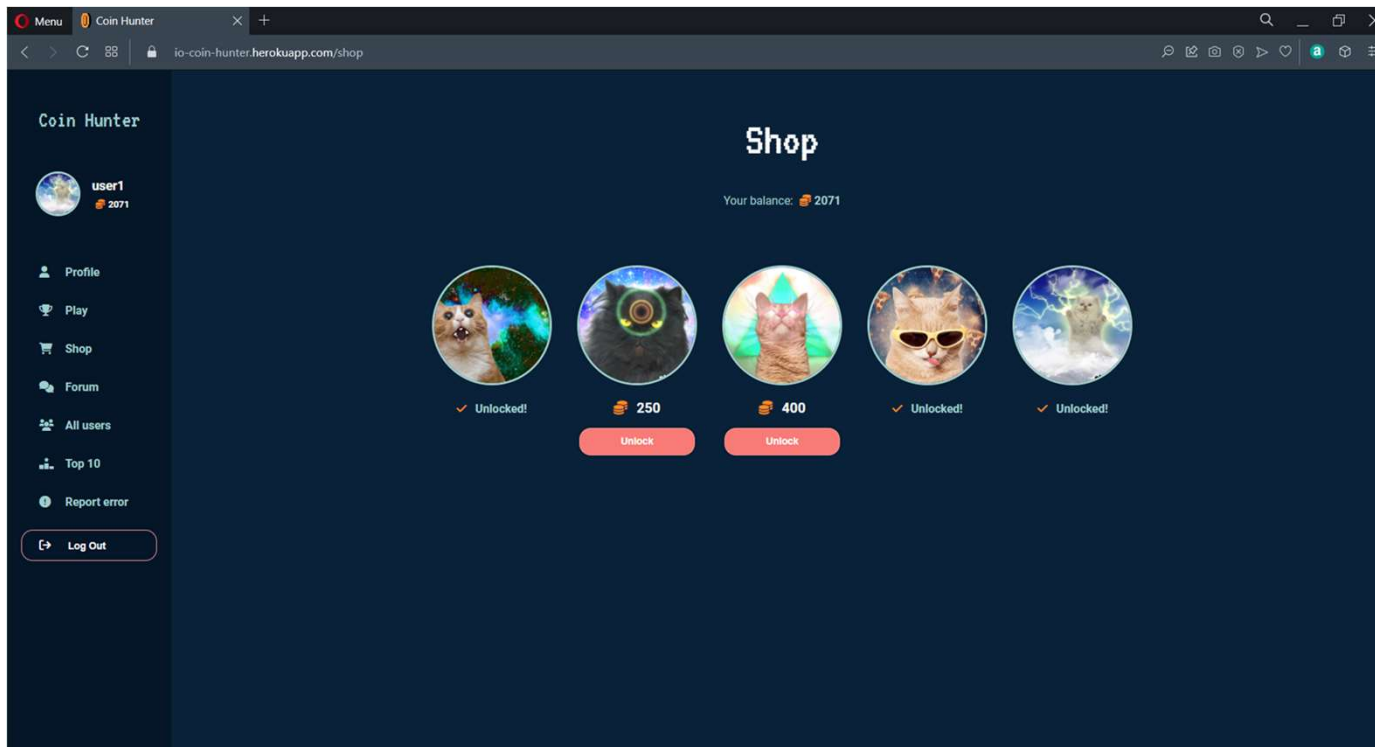 Menu
Coin Hunter
io-coin-hunter.herokuapp.com/shop
a
Coin Hunter
user1
2071
Profile
Play
Shop
Forum
All users
Top 10
Report error
Log Out
Shop
Your balance: 2071
Unlocked! 250 400 Unlocked! Unlocked!
Unlock Unlock